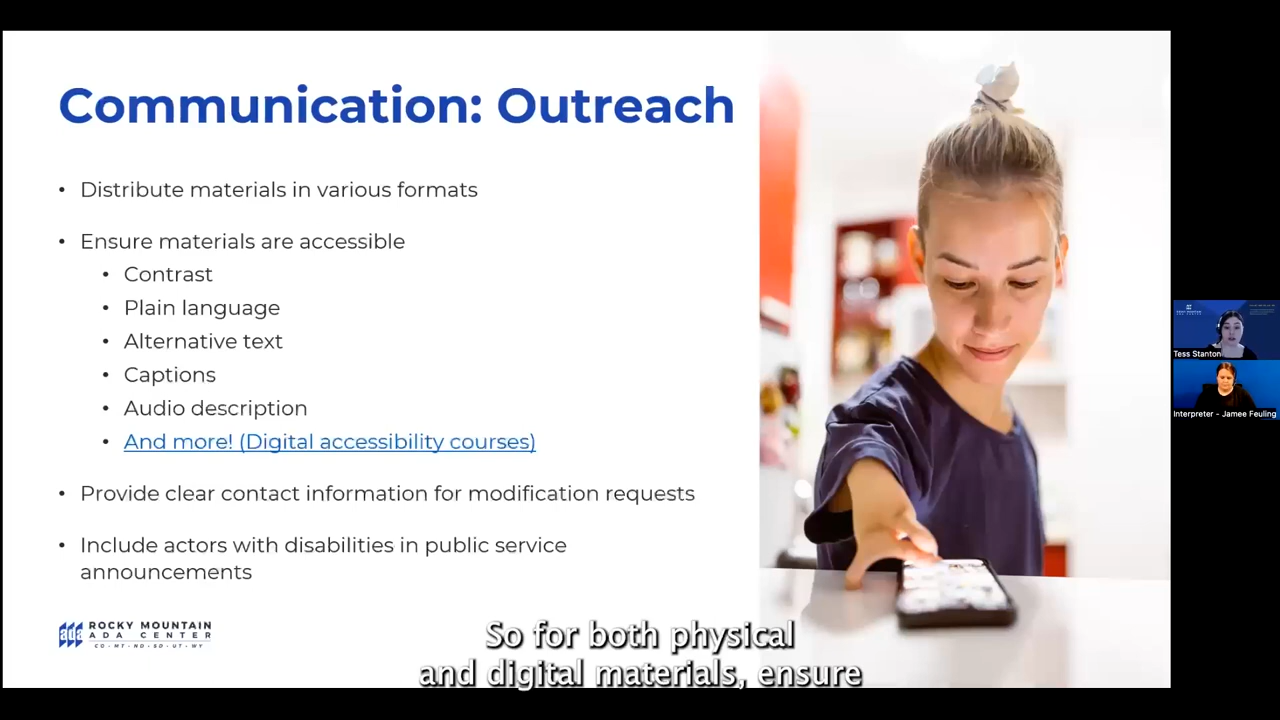 Communication: Outreach
• Distribute materials in various formats
• Ensure materials are accessible
• Contrast
• Plain language
• Alternative text
• Captions
• Audio description
• And more! (Digital accessibility courses)
• Provide clear contact information for modification requests
• Include actors with disabilities in public service
announcements
ada
ROCKY MOUNTAIN
ADA CENTER
CO · MT · ND · SD · UT · WY
So for both physical
and digital materials, ensure
Tess Stanton
Interpreter - Jamee Feuling